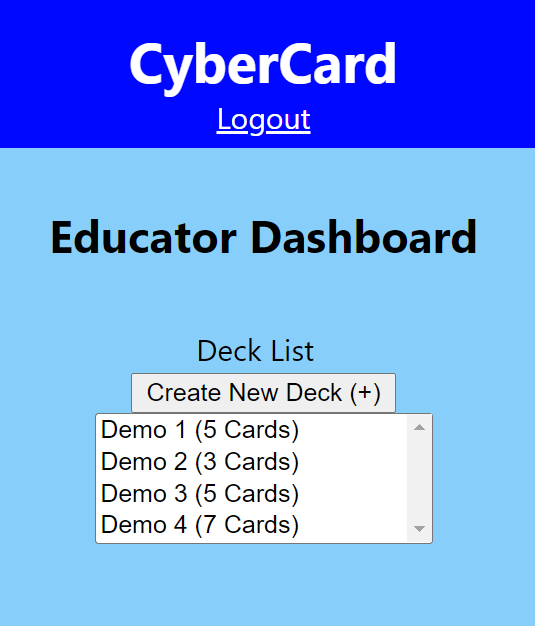 CyberCard
Logout
Educator Dashboard
Deck List
Create New Deck (+)
Demo 1 (5 Cards)
Demo 2 (3 Cards)
Demo 3 (5 Cards)
Demo 4 (7 Cards)